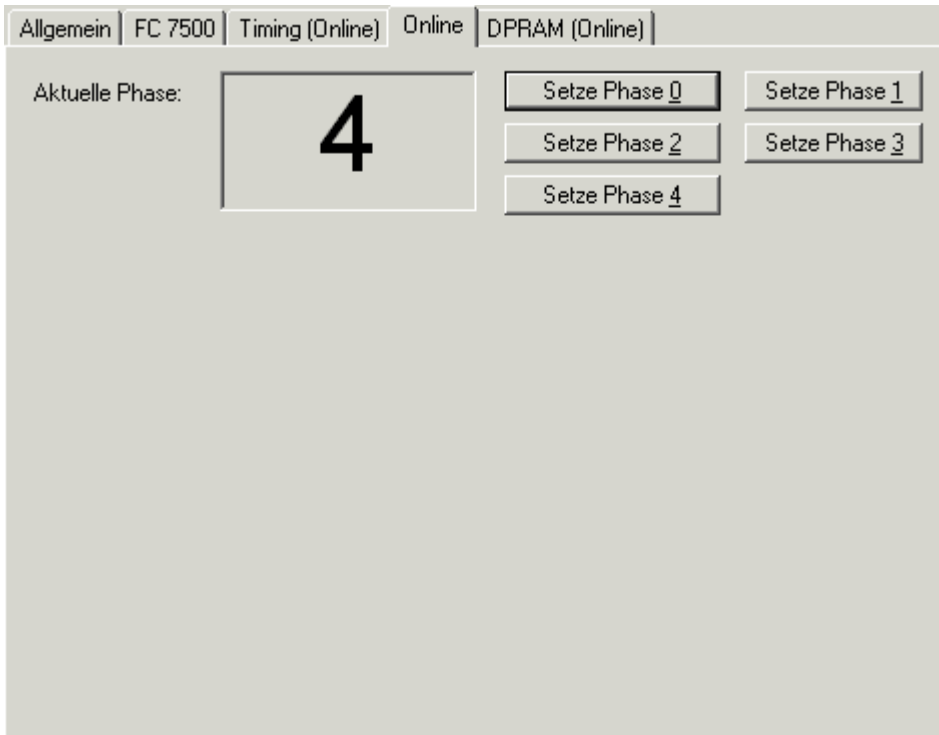 Allgemein FC 7500 Timing (Online) Online DPRAM (Online)
Aktuelle Phase: 4 Setze Phase 0 Setze Phase 1
Setze Phase 2 Setze Phase 3
Setze Phase 4